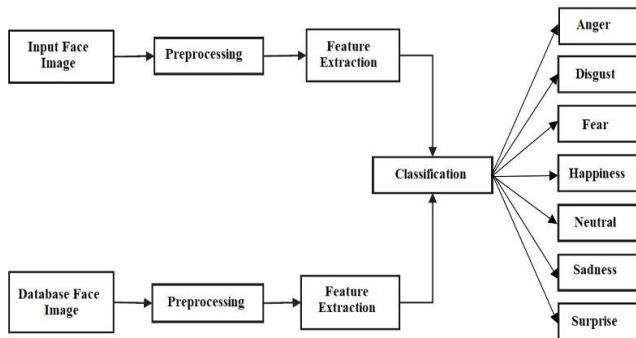 Input Face
Image
Preprocessing
Feature
Extraction
Classification
Database Face
Image
Preprocessing
Feature
Extraction
Anger
Disgust
Fear
Happiness
Neutral
Sadness
Surprise